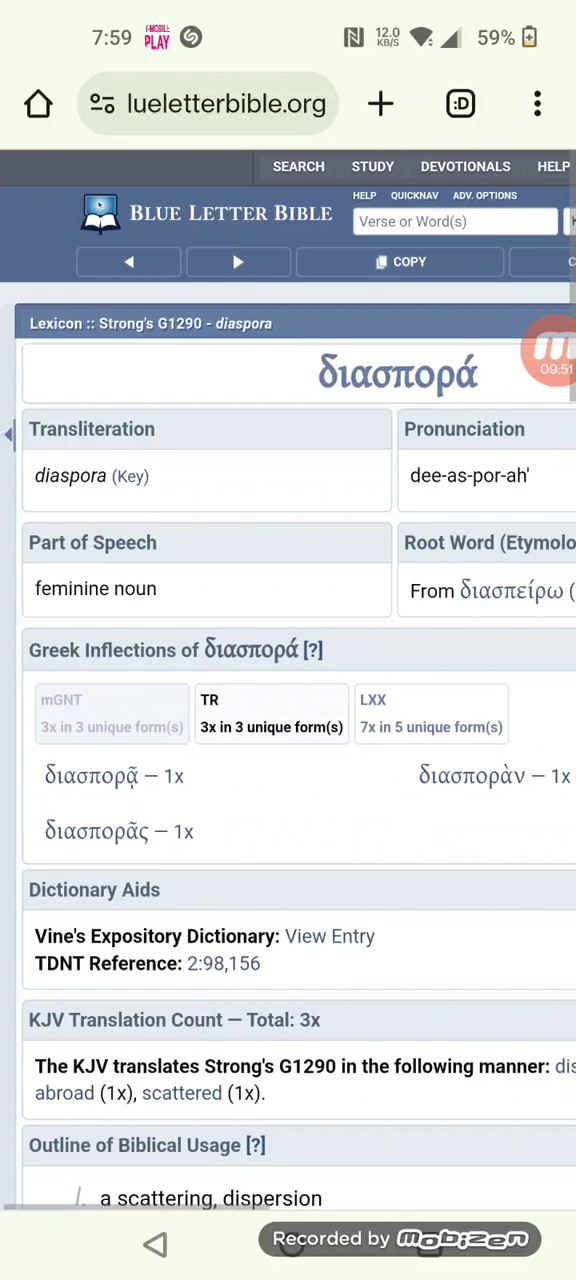 7:59 T-MOBILE PLAY 12.0 KB/S 59%
lueletterbible.org :D
SEARCH STUDY DEVOTIONALS HELP
HELP QUICKNAV ADV. OPTIONS
BLUE LETTER BIBLE
Verse or Word(s)
COPY
Lexicon :: Strong's G1290 - diaspora
διασπορά
09:51
Transliteration Pronunciation
diaspora (Key) dee-as-por-ah'
Part of Speech Root Word (Etymolo
feminine noun From διασπείρω (
Greek Inflections of διασπορά [?]
mGNT TR LXX
3x in 3 unique form(s) 3x in 3 unique form(s) 7x in 5 unique form(s)
διασπορᾷ — 1x διασπορὰν — 1x
διασπορᾶς — 1x
Dictionary Aids
Vine's Expository Dictionary: View Entry
TDNT Reference: 2:98,156
KJV Translation Count — Total: 3x
The KJV translates Strong's G1290 in the following manner: dis
abroad (1x), scattered (1x).
Outline of Biblical Usage [?]
I. a scattering, dispersion
Recorded by mobizen